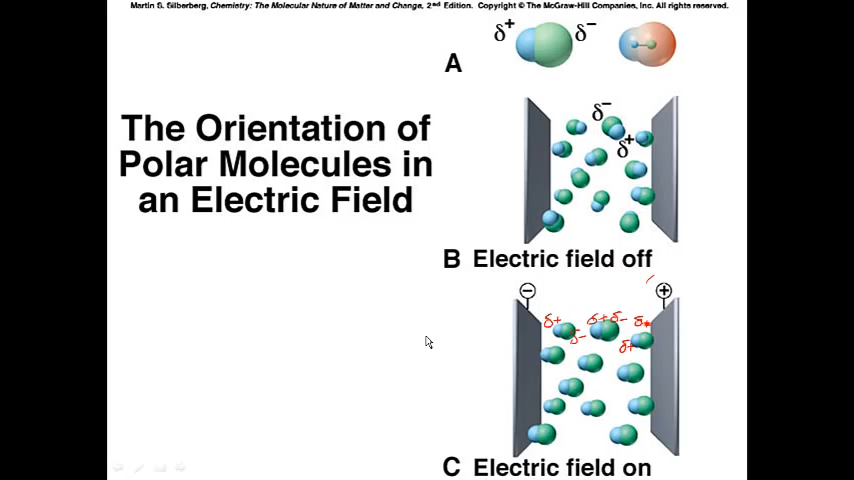 Martin S. Silberberg, Chemistry: The Molecular Nature of Matter and Change, 2nd Edition. Copyright © The McGraw-Hill Companies, Inc. All rights reserved.
δ+ δ−
A
The Orientation of
Polar Molecules in
an Electric Field
δ−
δ+
B Electric field off
− +
δ+ δ+ δ−
δ− δ+
C Electric field on